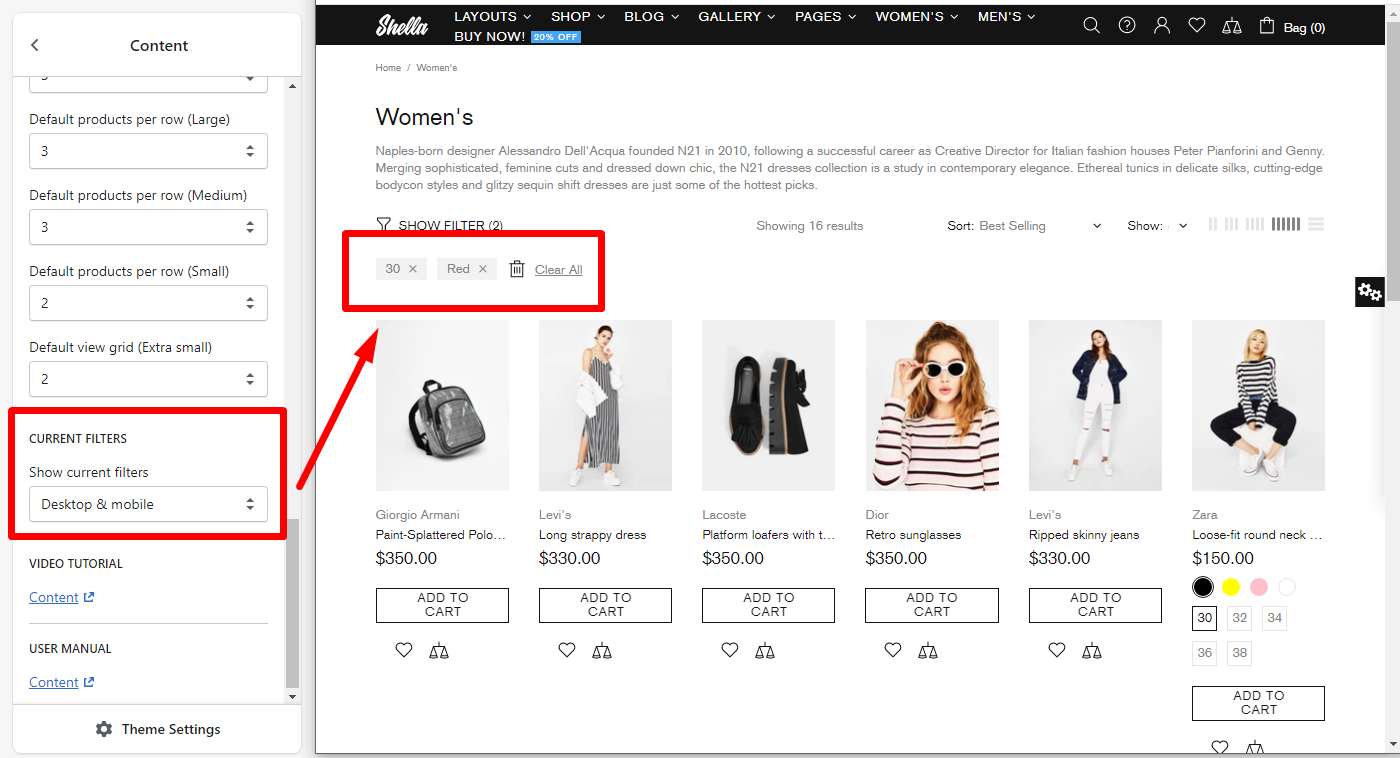 Content
Default products per row (Large)
3
Default products per row (Medium)
3
Default products per row (Small)
2
Default view grid (Extra small)
2
CURRENT FILTERS
Show current filters
Desktop & mobile
VIDEO TUTORIAL
Content
USER MANUAL
Content
Theme Settings
Shella
LAYOUTS SHOP BLOG GALLERY PAGES WOMEN'S MEN'S
BUY NOW! 20% OFF
Bag (0)
Home / Women's
Women's
Naples-born designer Alessandro Dell'Acqua founded N21 in 2010, following a successful career as Creative Director for Italian fashion houses Peter Pianforini and Genny.
Merging sophisticated, feminine cuts and dressed down chic, the N21 dresses collection is a study in contemporary elegance. Ethereal tunics in delicate silks, cutting-edge
bodycon styles and glitzy sequin shift dresses are just some of the hottest picks.
SHOW FILTER (2) Showing 16 results Sort: Best Selling Show:
30 × Red × Clear All
Giorgio Armani
Paint-Splattered Polo...
$350.00
ADD TO
CART
Levi's
Long strappy dress
$330.00
ADD TO
CART
Lacoste
Platform loafers with t...
$350.00
ADD TO
CART
Dior
Retro sunglasses
$350.00
ADD TO
CART
Levi's
Ripped skinny jeans
$330.00
ADD TO
CART
Zara
Loose-fit round neck ...
$150.00
30 32 34
36 38
ADD TO
CART